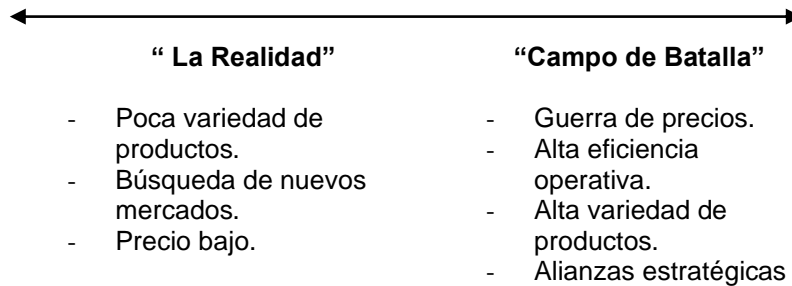 “ La Realidad”
- Poca variedad de
productos.
- Búsqueda de nuevos
mercados.
- Precio bajo.
“Campo de Batalla”
- Guerra de precios.
- Alta eficiencia
operativa.
- Alta variedad de
productos.
- Alianzas estratégicas